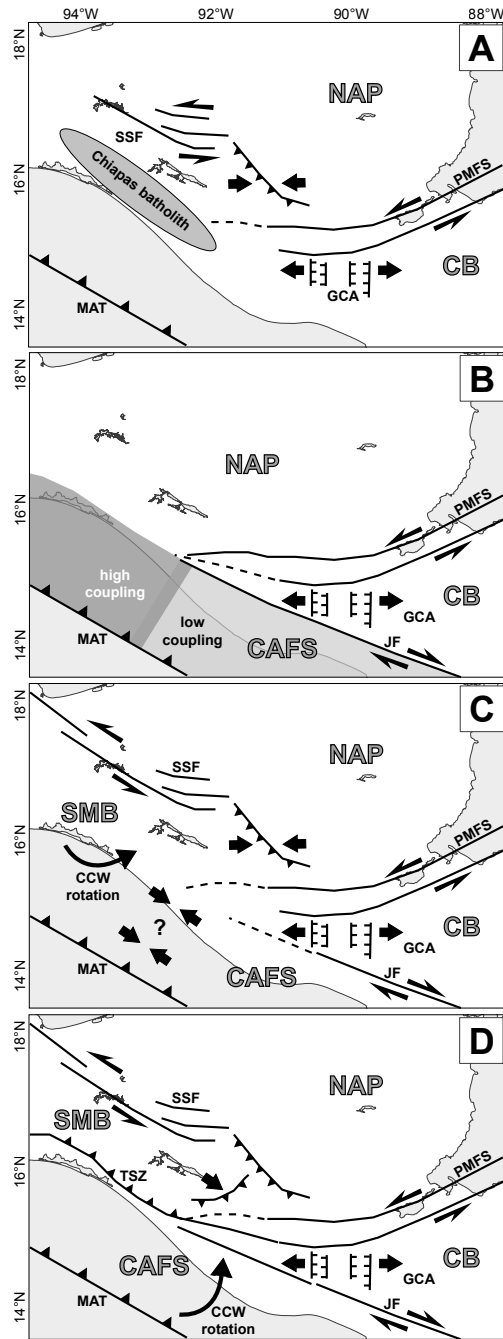 94°W 92°W 90°W 88°W
18°N
A
NAP
SSF
Chiapas batholith
16°N
PMFS
CB
GCA
MAT
14°N
18°N
B
NAP
16°N
PMFS
high
coupling
CB
low
coupling
GCA
MAT
CAFS
JF
14°N
18°N
C
NAP
SSF
SMB
16°N
PMFS
CCW
rotation
?
CB
GCA
MAT
CAFS
JF
14°N
18°N
D
NAP
SSF
SMB
16°N
TSZ
PMFS
CAFS
CB
GCA
MAT
JF
CCW
rotation
14°N